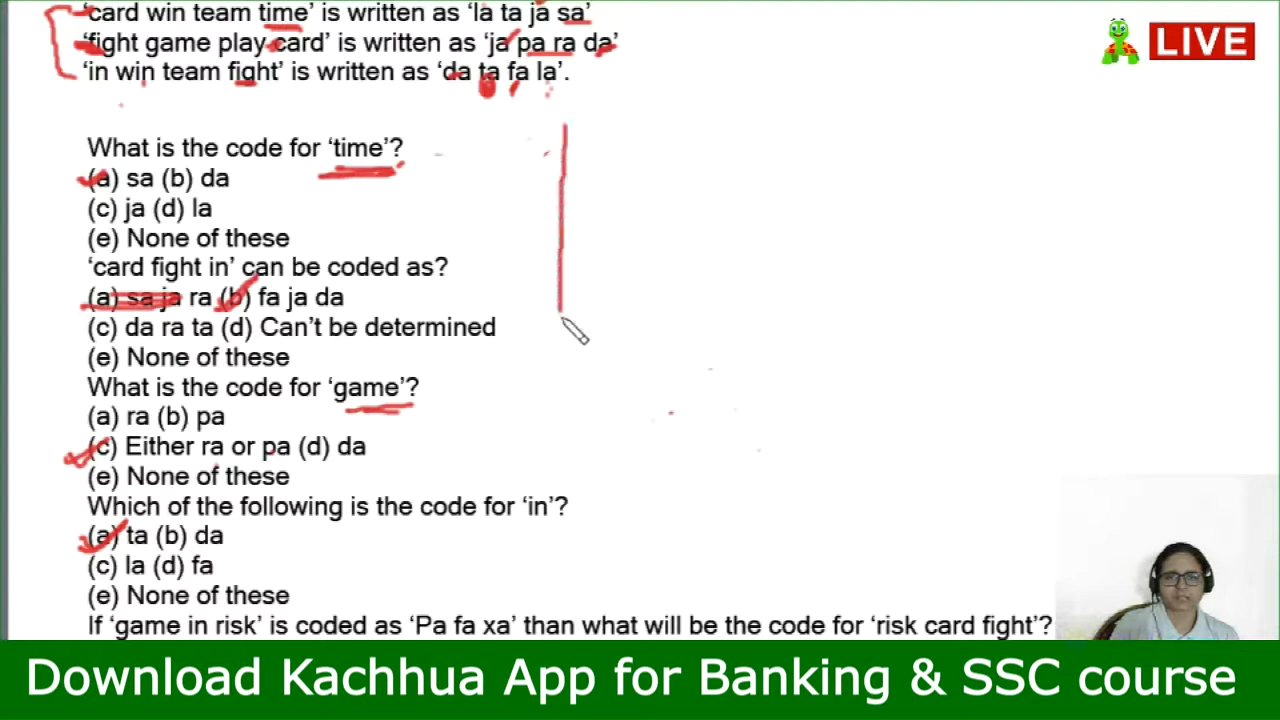 'card win team time' is written as 'la ta ja sa'
'fight game play card' is written as 'ja pa ra da'
'in win team fight' is written as 'da ta fa la'.
LIVE
What is the code for 'time'?
(a) sa (b) da
(c) ja (d) la
(e) None of these
'card fight in' can be coded as?
(a) sa ja ra (b) fa ja da
(c) da ra ta (d) Can't be determined
(e) None of these
What is the code for 'game'?
(a) ra (b) pa
(c) Either ra or pa (d) da
(e) None of these
Which of the following is the code for 'in'?
(a) ta (b) da
(c) la (d) fa
(e) None of these
If 'game in risk' is coded as 'Pa fa xa' than what will be the code for 'risk card fight'?
Download Kachhua App for Banking & SSC course